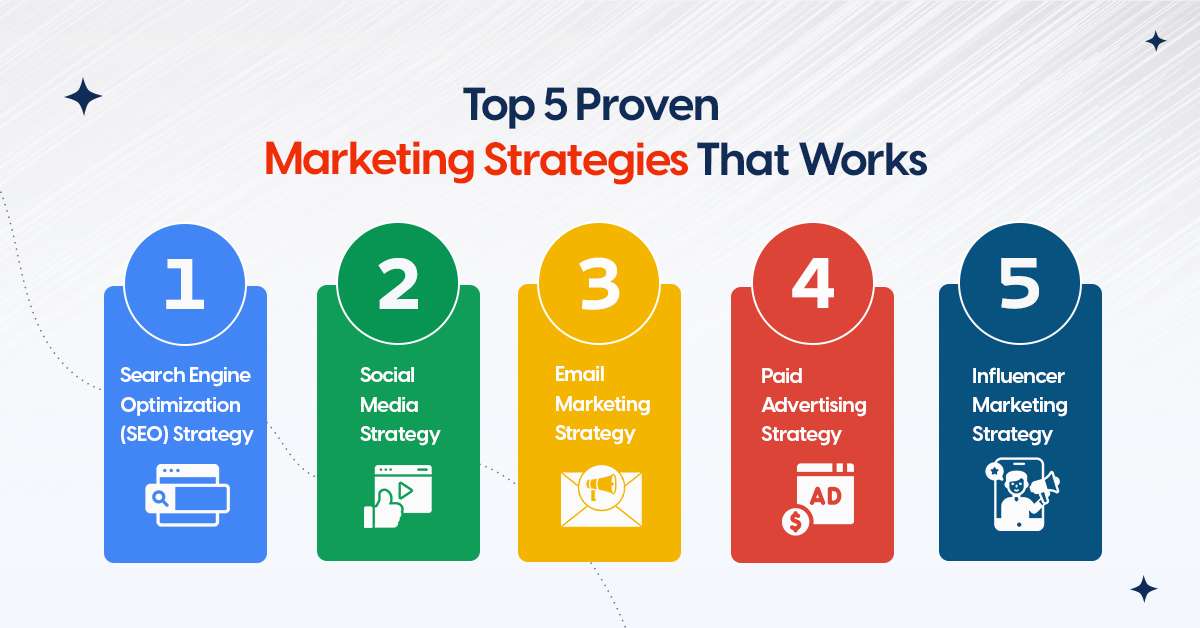 Top 5 Proven
Marketing Strategies That Works
1
Search Engine
Optimization
(SEO) Strategy
2
Social
Media
Strategy
3
Email
Marketing
Strategy
4
Paid
Advertising
Strategy
AD
$
5
Influencer
Marketing
Strategy